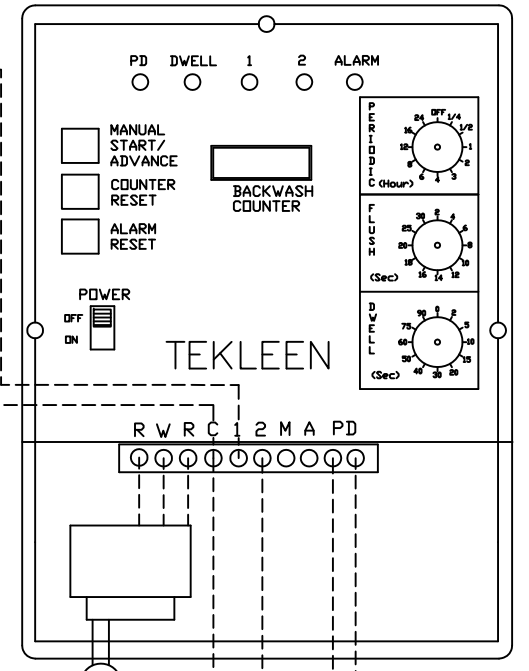 PD DWELL 1 2 ALARM
MANUAL
START/
ADVANCE
COUNTER
RESET
ALARM
RESET
BACKWASH
COUNTER
PERIODIC
(Hour)
OFF 1/4 1/2 1 2 3 4 6 8 12 16 24
FLUSH
(Sec)
2 4 6 8 10 12 14 16 18 20 25 30
DWELL
(Sec)
0 2 5 10 15 20 30 40 50 60 75 90
POWER
OFF
ON
TEKLEEN
R W R C 1 2 M A PD